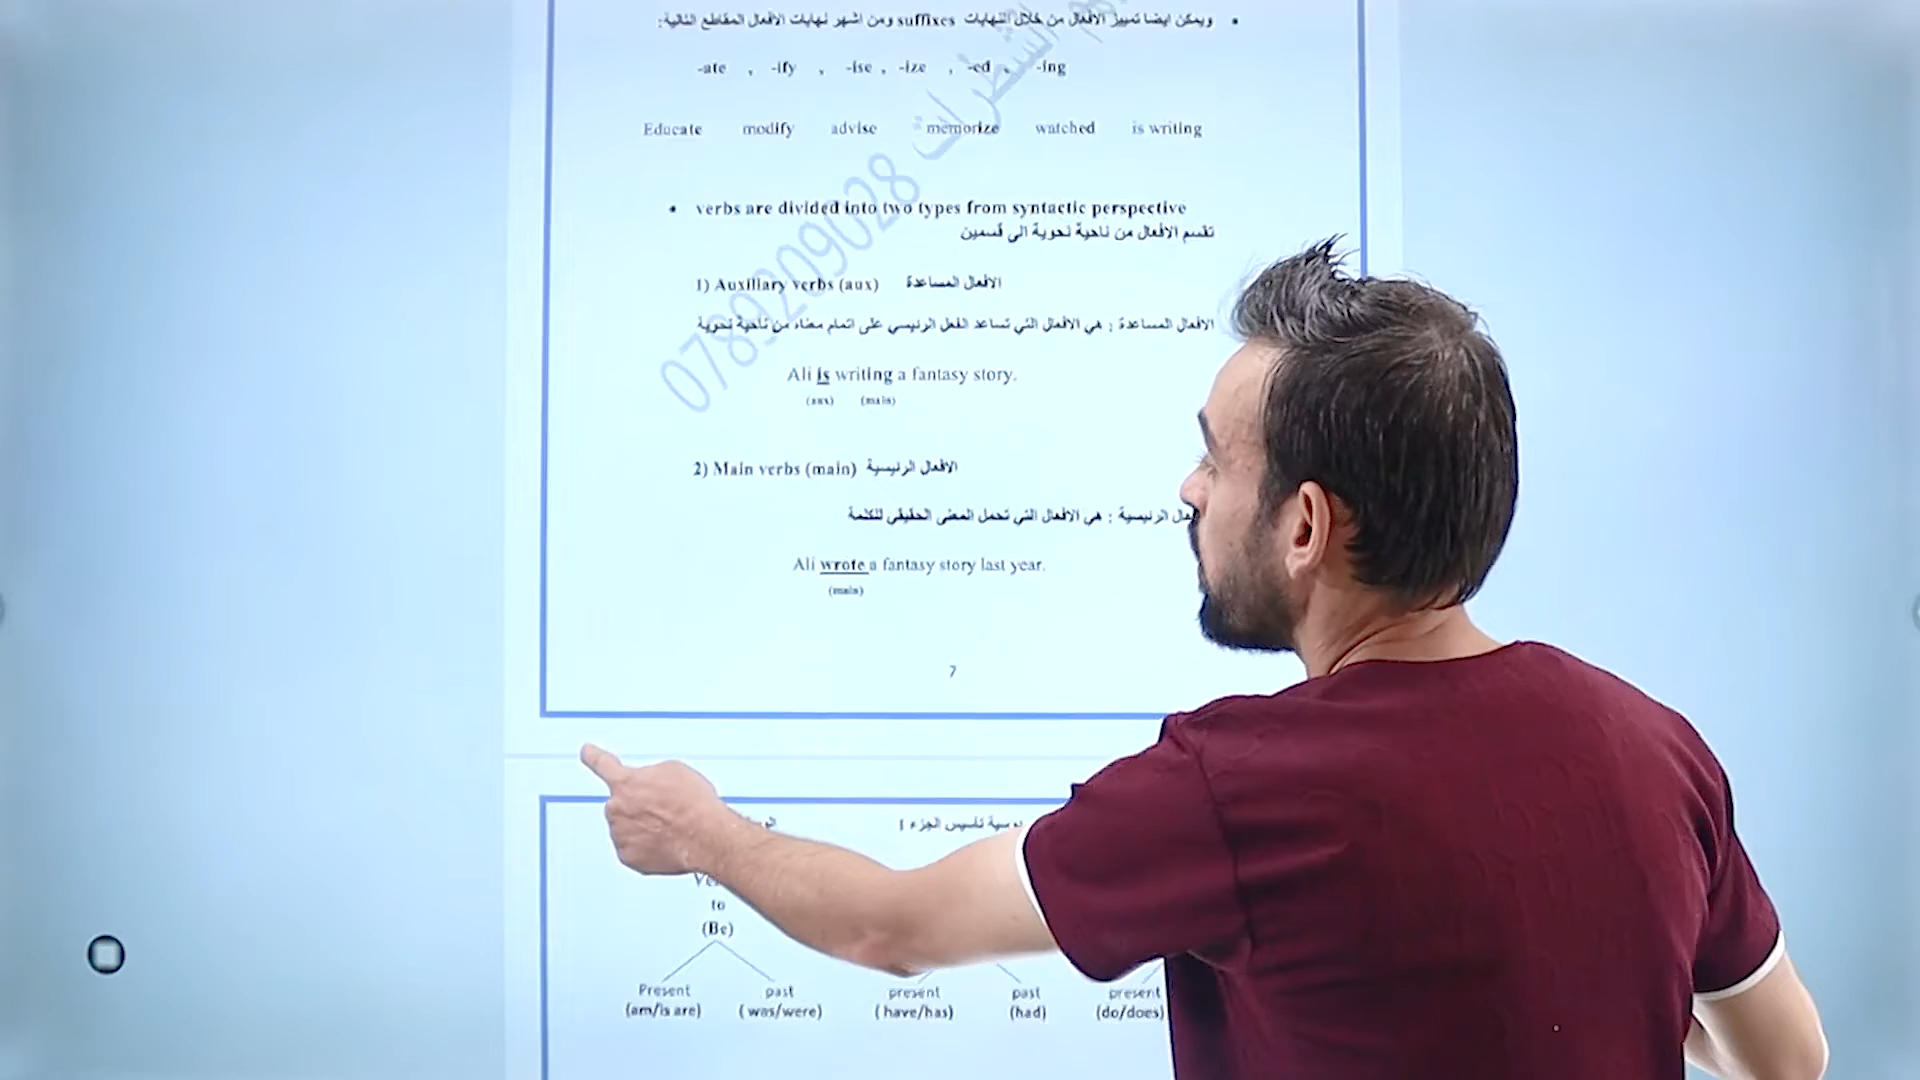 ويمكن ايضا تمييز الافعال من خلال النهايات suffixes ومن اشهر نهايات الافعال المقاطع التالية:
-ate , -ify , -ise , -ize , -ed , -ing
Educate modify advise memorize watched is writing
verbs are divided into two types from syntactic perspective
تقسم الافعال من ناحية نحوية الى قسمين
1) Auxiliary verbs (aux) الافعال المساعدة
الافعال المساعدة : هي الافعال التي تساعد الفعل الرئيسي على اتمام معناه من ناحية نحوية
Ali is writing a fantasy story.
(aux) (main)
2) Main verbs (main) الافعال الرئيسية
الرئيسية : هي الافعال التي تحمل المعنى الحقيقي للكلمة
Ali wrote a fantasy story last year.
(main)
7
0789209028
تأسيس الجزء 1
to
(Be)
Present past present past present
(am/is are) ( was/were) ( have/has) (had) (do/does)